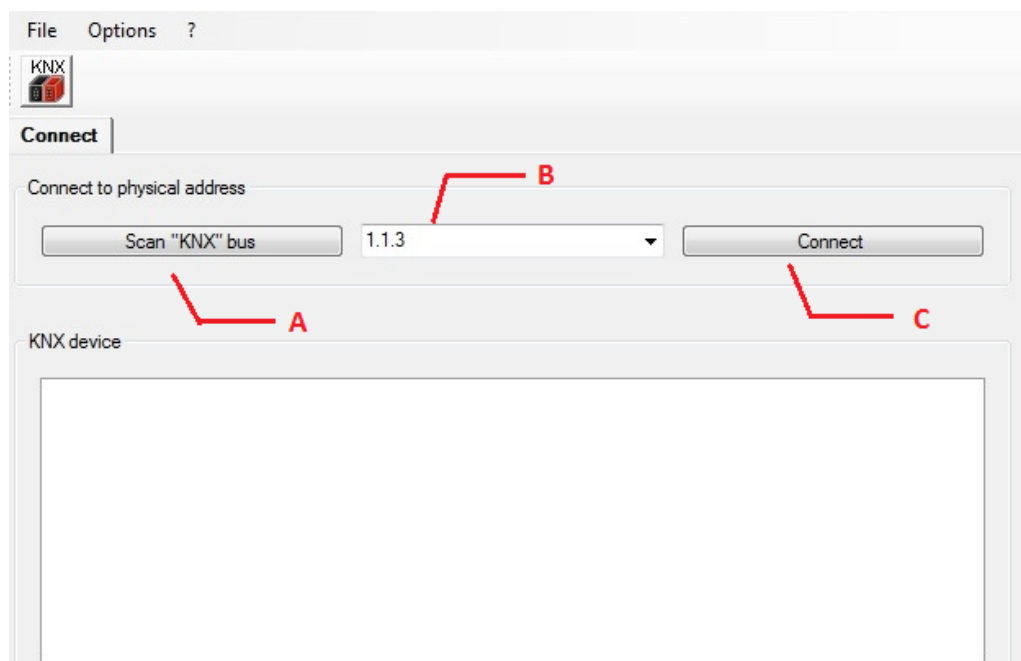 File Options ?
KNX
Connect
B
Connect to physical address
Scan "KNX" bus 1.1.3 Connect
A C
KNX device